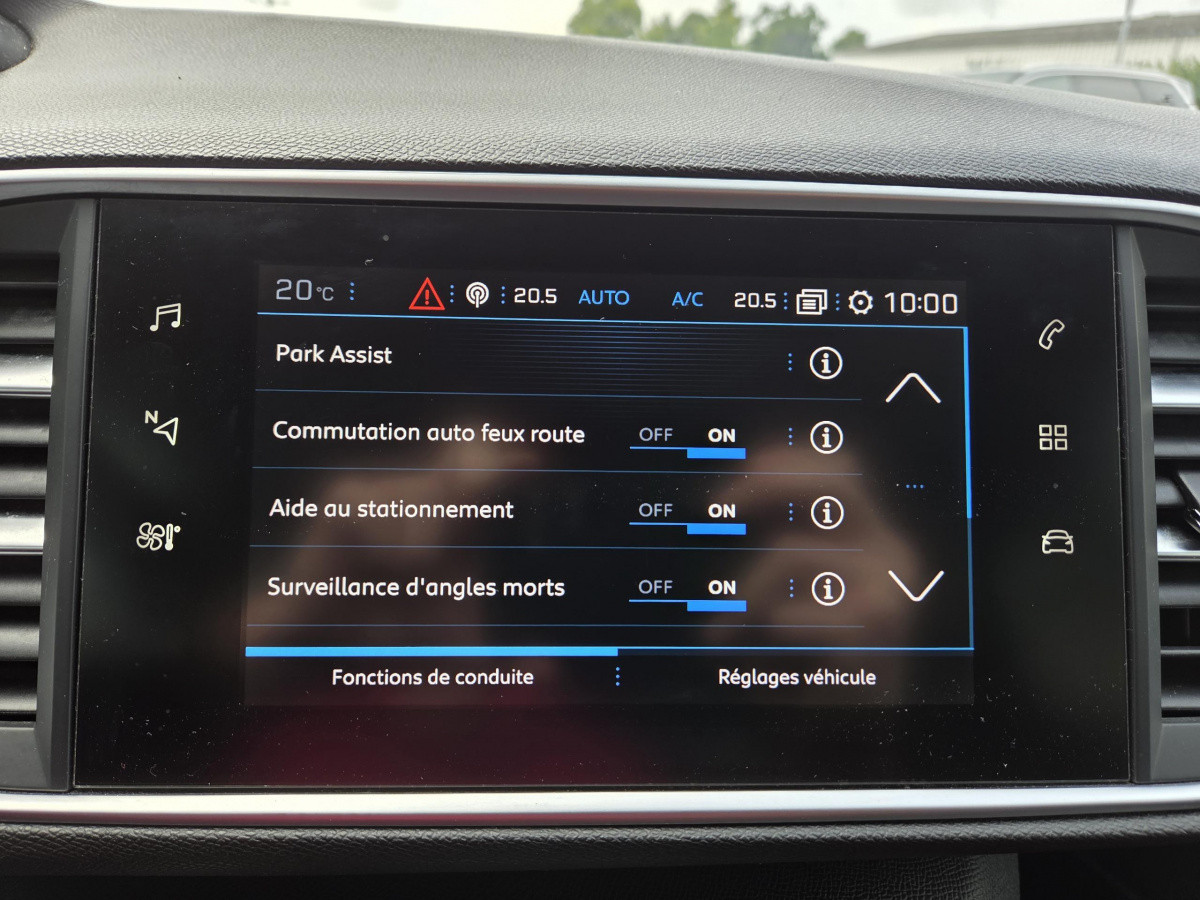 20°C 20.5 AUTO A/C 20.5 10:00
Park Assist
N
Commutation auto feux route OFF ON
Aide au stationnement OFF ON
Surveillance d'angles morts OFF ON
Fonctions de conduite Réglages véhicule